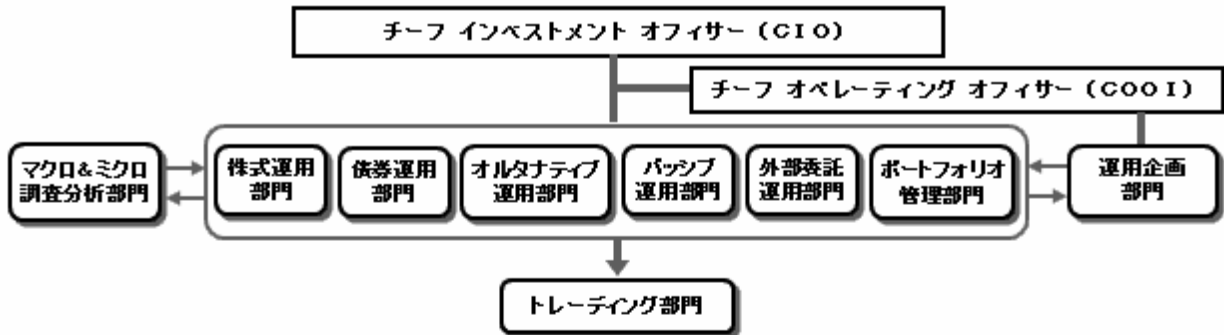 チーフ インベストメント オフィサー（ＣＩＯ）
チーフ オペレーティング オフィサー（ＣＯＯＩ）
マクロ&ミクロ
調査分析部門
株式運用
部門
債券運用
部門
オルタナティブ
運用部門
パッシブ
運用部門
外部委託
運用部門
ポートフォリオ
管理部門
運用企画
部門
トレーディング部門